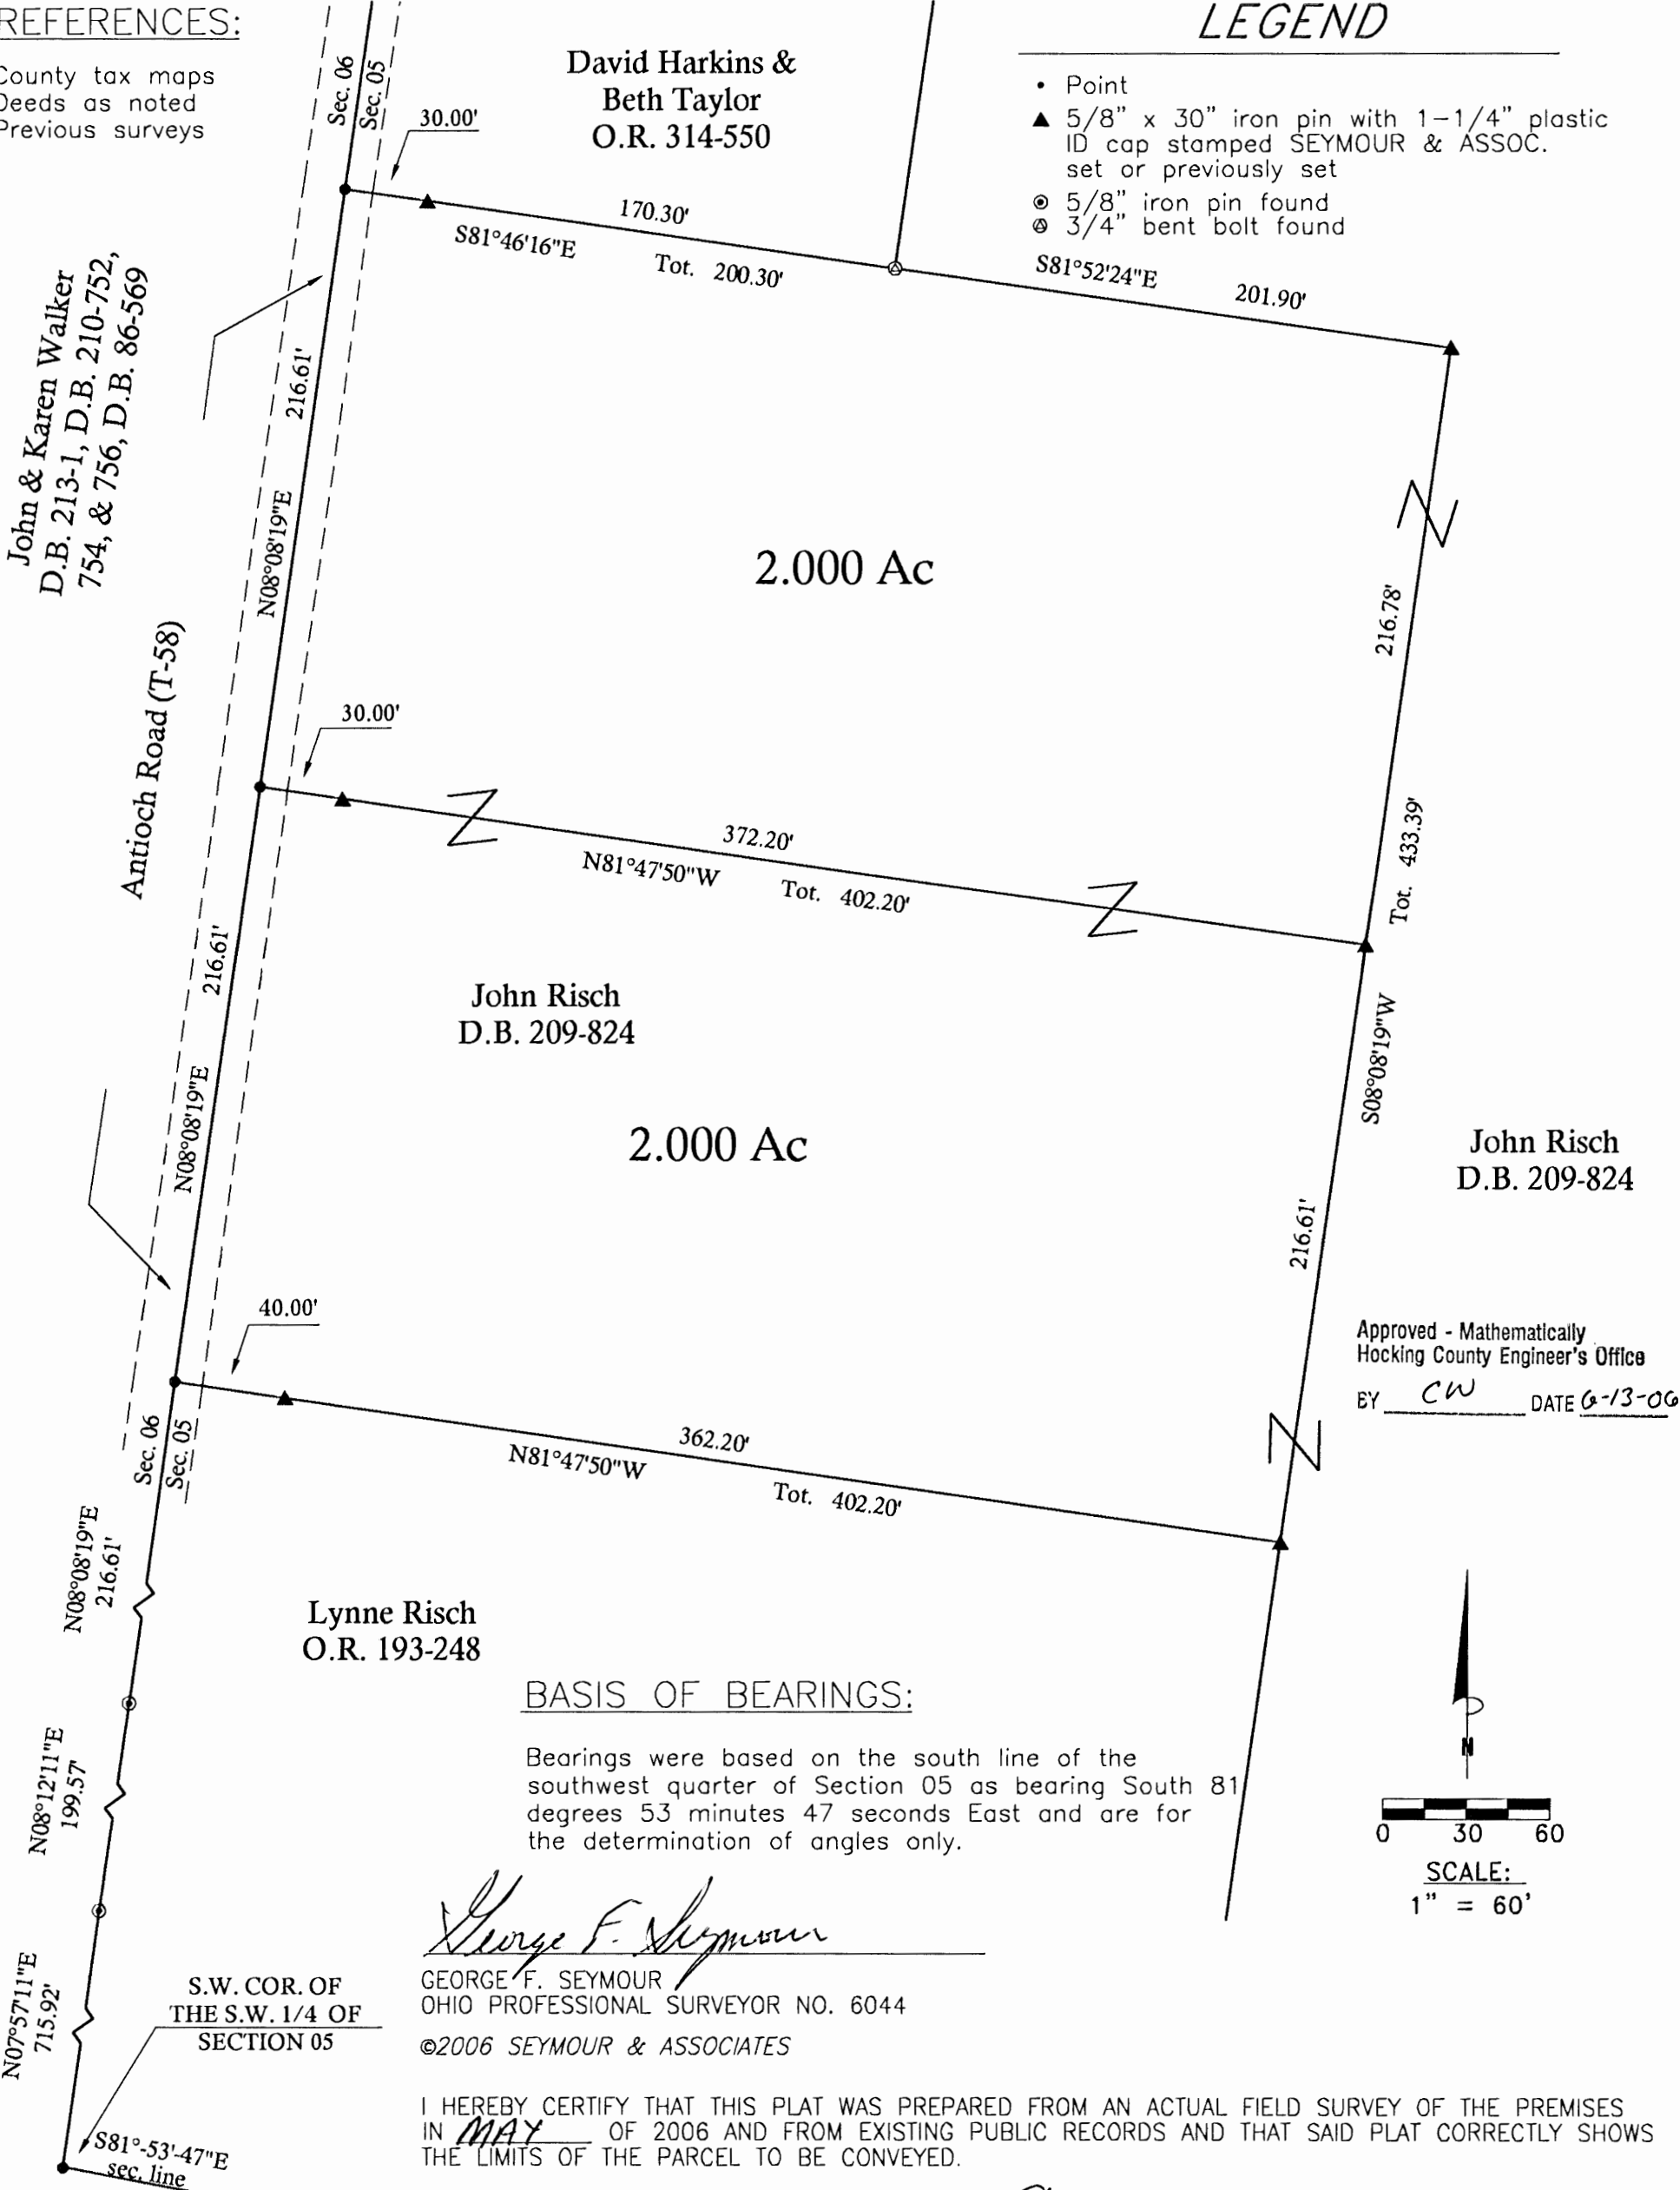 REFERENCES:
County tax maps
Deeds as noted
Previous surveys
LEGEND
• Point
▲ 5/8" x 30" iron pin with 1-1/4" plastic
ID cap stamped SEYMOUR & ASSOC.
set or previously set
5/8" iron pin found
3/4" bent bolt found
David Harkins &
Beth Taylor
O.R. 314-550
Sec. 06
Sec. 05
30.00'
170.30'
S81°46'16"E
Tot. 200.30'
S81°52'24"E
201.90'
John & Karen Walker
D.B. 213-1, D.B. 210-752,
754, & 756, D.B. 86-569
216.61'
N08°08'19"E
2.000 Ac
216.78'
Antioch Road (T-58)
30.00'
372.20'
N81°47'50"W
Tot. 402.20'
Tot. 433.39'
216.61'
N08°08'19"E
John Risch
D.B. 209-824
S08°08'19"W
2.000 Ac
John Risch
D.B. 209-824
216.61'
40.00'
Approved - Mathematically
Hocking County Engineer's Office
BY CW DATE 6-13-06
Sec. 06
Sec. 05
362.20'
N81°47'50"W
Tot. 402.20'
N08°08'19"E
216.61'
Lynne Risch
O.R. 193-248
BASIS OF BEARINGS:
Bearings were based on the south line of the
southwest quarter of Section 05 as bearing South 81
degrees 53 minutes 47 seconds East and are for
the determination of angles only.
N
0 30 60
SCALE:
1" = 60'
N08°12'11"E
199.57'
George F. Seymour
GEORGE F. SEYMOUR
OHIO PROFESSIONAL SURVEYOR NO. 6044
©2006 SEYMOUR & ASSOCIATES
N07°57'11"E
715.92'
S.W. COR. OF
THE S.W. 1/4 OF
SECTION 05
I HEREBY CERTIFY THAT THIS PLAT WAS PREPARED FROM AN ACTUAL FIELD SURVEY OF THE PREMISES
IN MAY OF 2006 AND FROM EXISTING PUBLIC RECORDS AND THAT SAID PLAT CORRECTLY SHOWS
THE LIMITS OF THE PARCEL TO BE CONVEYED.
S81°-53'-47"E
sec. line